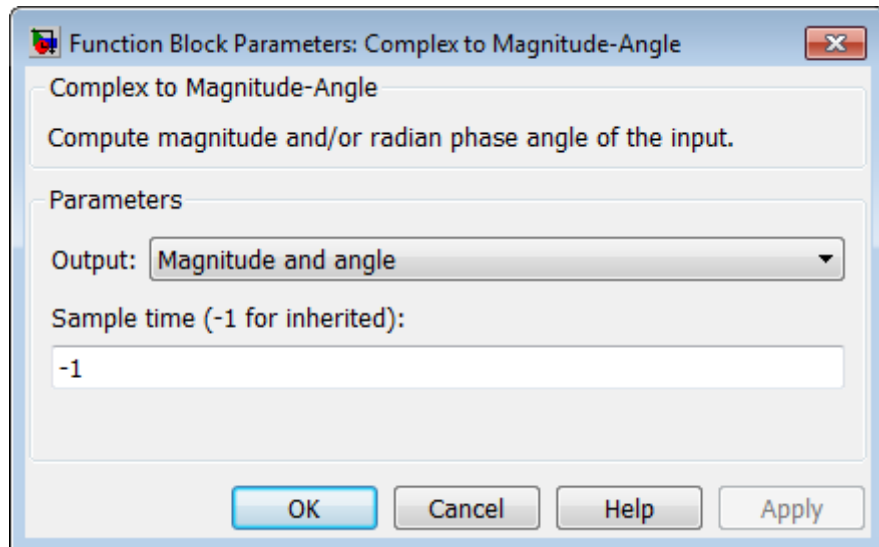 Function Block Parameters: Complex to Magnitude-Angle
Complex to Magnitude-Angle
Compute magnitude and/or radian phase angle of the input.
Parameters
Output: Magnitude and angle
Sample time (-1 for inherited):
-1
OK Cancel Help Apply